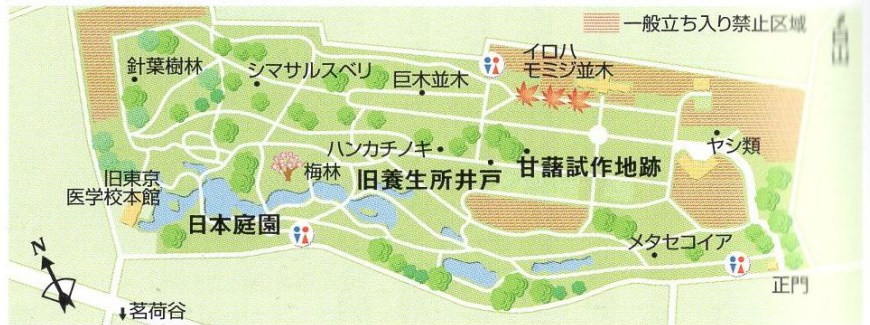 一般立ち入り禁止区域
白山
イロハ
モミジ並木
針葉樹林
シマサルスベリ
巨木並木
ハンカチノキ
ヤシ類
旧養生所井戸
甘藷試作地跡
梅林
旧東京
医学校本館
日本庭園
メタセコイア
正門
N
茗荷谷